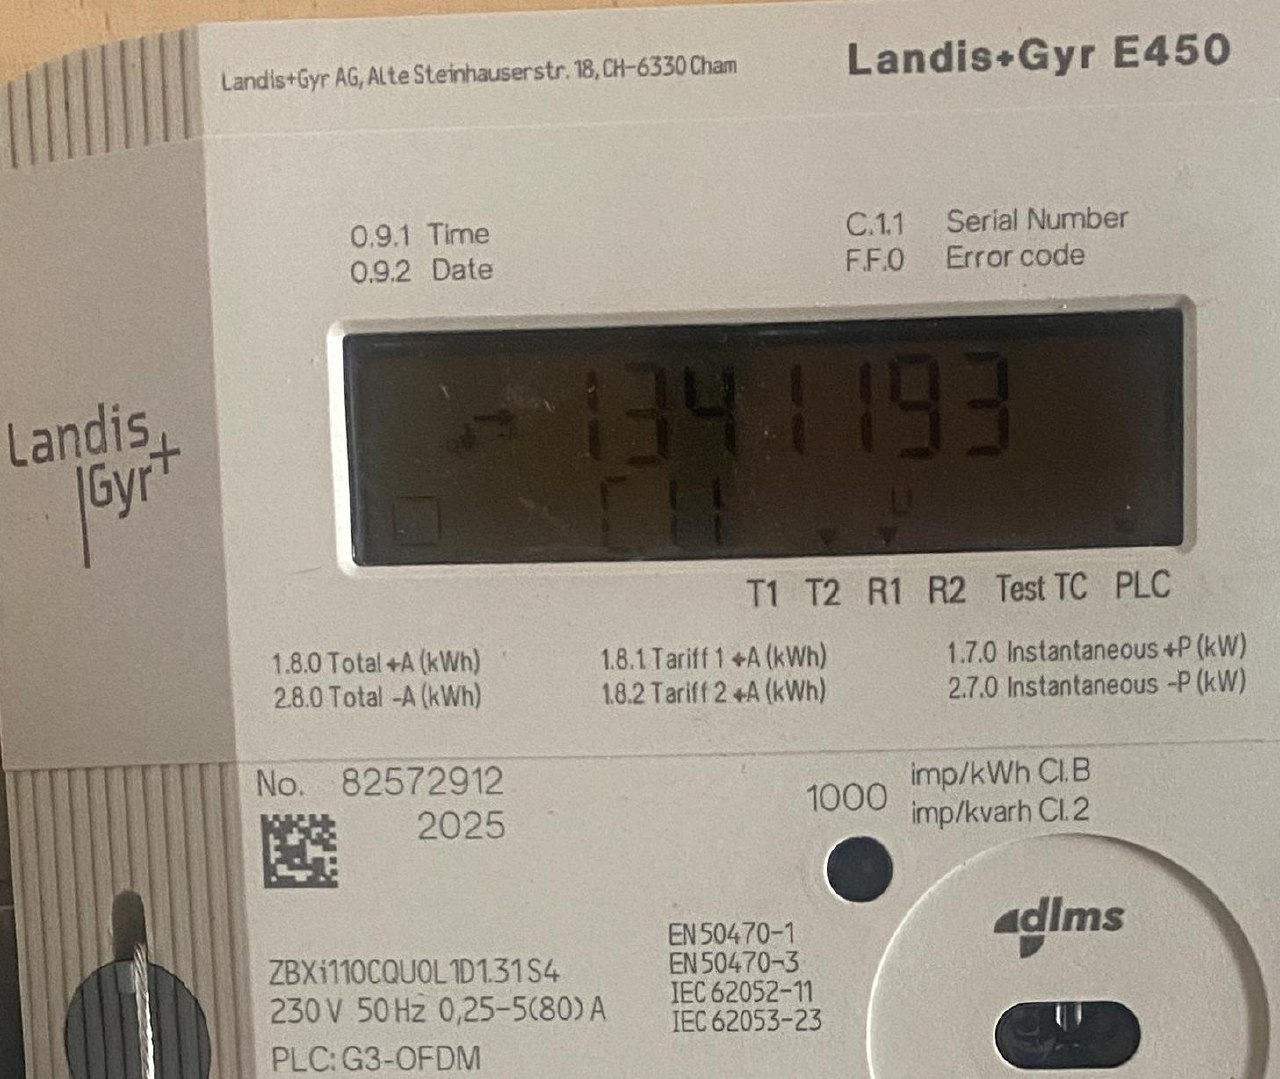 Landis+Gyr AG, Alte Steinhauserstr. 18, CH-6330 Cham
Landis+Gyr E450
0.9.1 Time
0.9.2 Date
C.1.1 Serial Number
F.F.0 Error code
1341193
Landis+
Gyr+
T1 T2 R1 R2 Test TC PLC
1.8.0 Total +A (kWh)
2.8.0 Total -A (kWh)
1.8.1 Tariff 1 +A (kWh)
1.8.2 Tariff 2 +A (kWh)
1.7.0 Instantaneous +P (kW)
2.7.0 Instantaneous -P (kW)
No. 82572912
2025
1000
imp/kWh Cl.B
imp/kvarh Cl.2
dlms
EN 50470-1
EN 50470-3
IEC 62052-11
IEC 62053-23
ZBXi110CQU0L1D1.31 S4
230 V 50 Hz 0,25-5(80) A
PLC: G3-OFDM